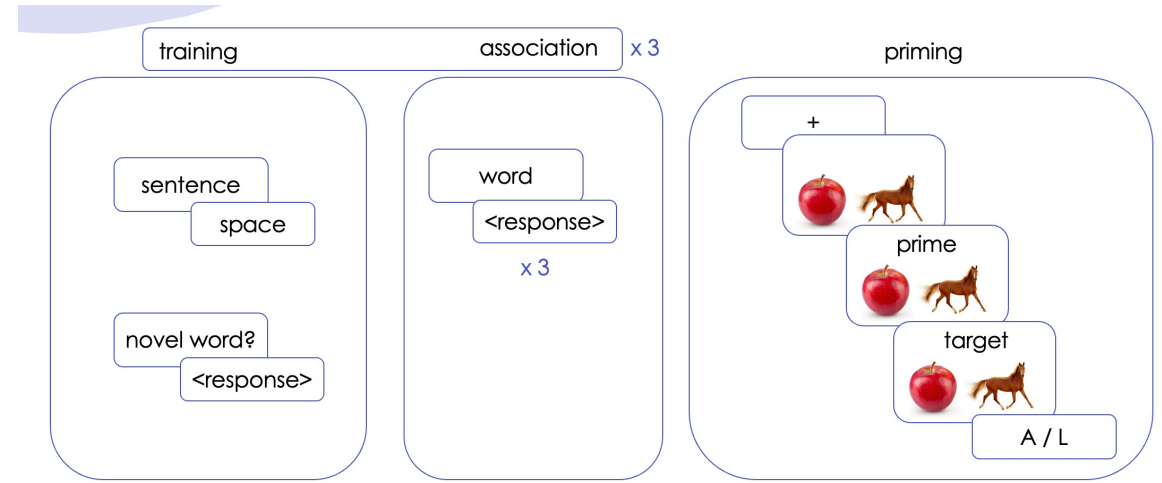 training
association
x 3
priming
sentence
space
novel word?
<response>
word
<response>
x 3
+
prime
target
A / L